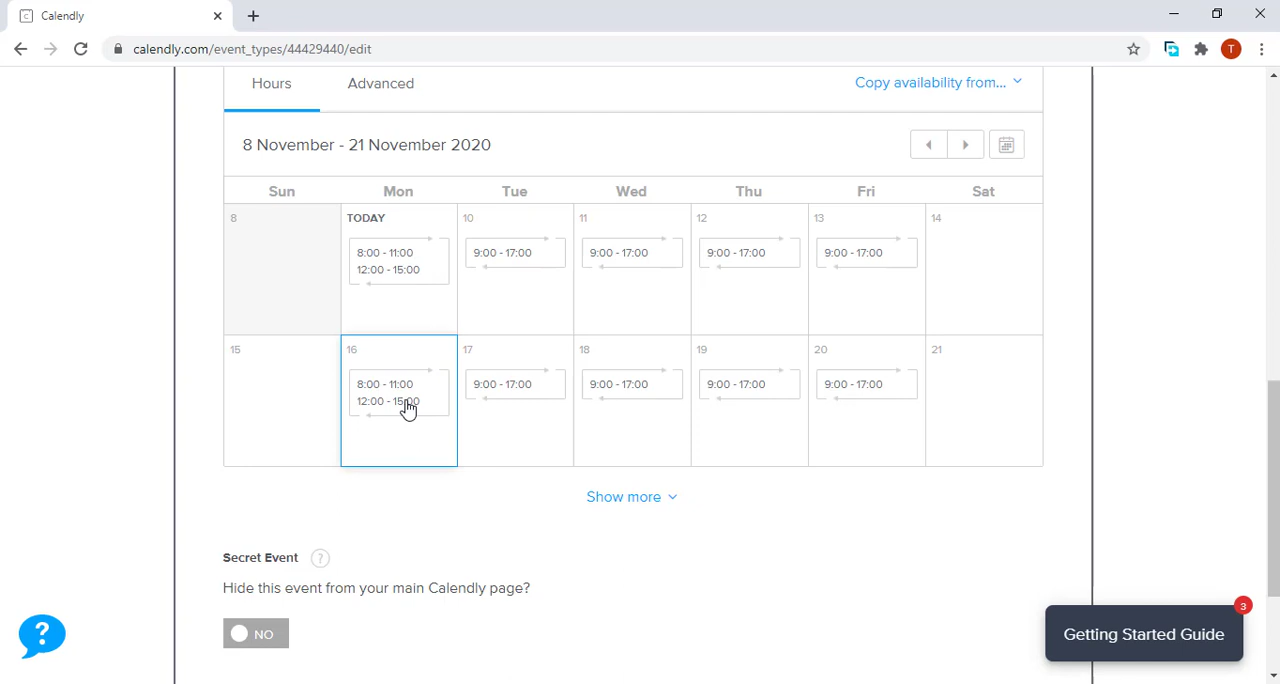 Calendly
calendly.com/event_types/44429440/edit
T
Hours
Advanced
Copy availability from...
8 November - 21 November 2020
Sun
Mon
Tue
Wed
Thu
Fri
Sat
8
TODAY
10
11
12
13
14
8:00 - 11:00
12:00 - 15:00
9:00 - 17:00
9:00 - 17:00
9:00 - 17:00
9:00 - 17:00
15
16
17
18
19
20
21
8:00 - 11:00
12:00 - 15:00
9:00 - 17:00
9:00 - 17:00
9:00 - 17:00
9:00 - 17:00
Show more
Secret Event ?
Hide this event from your main Calendly page?
NO
?
3
Getting Started Guide